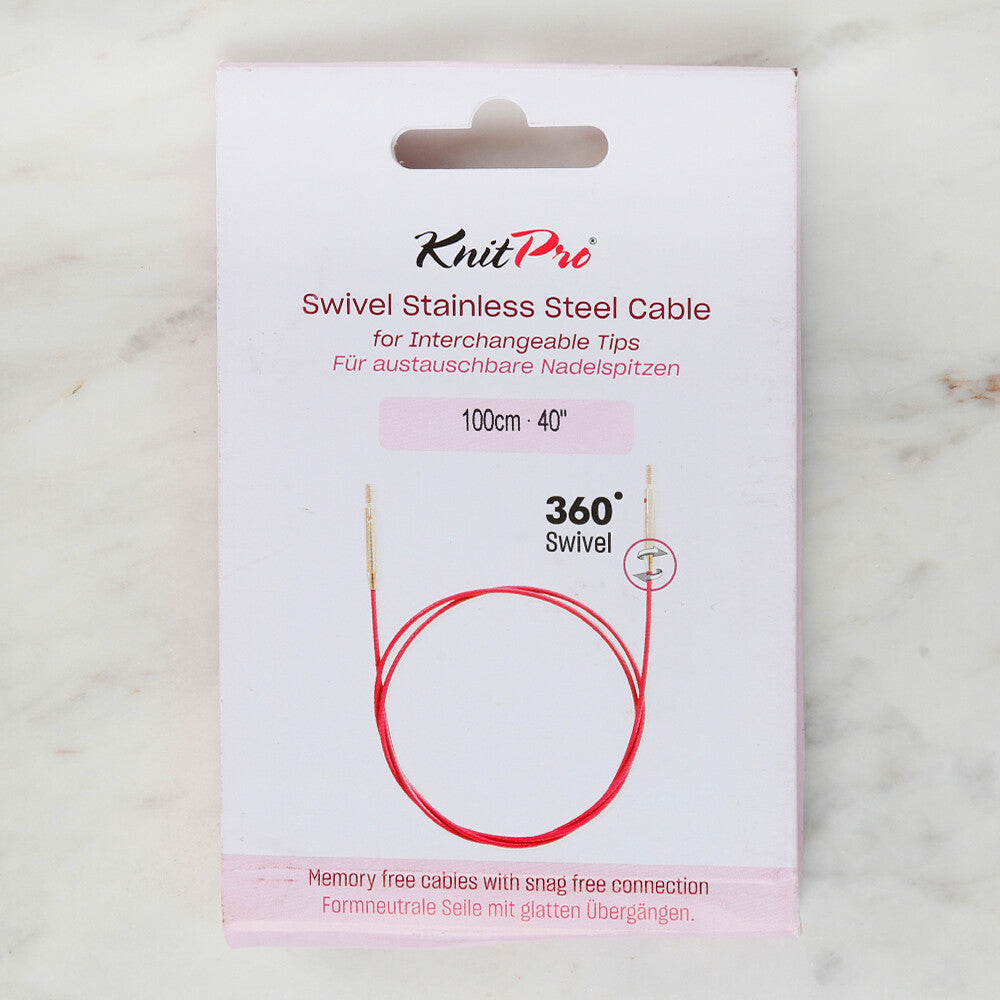 KnitPro®
Swivel Stainless Steel Cable
for Interchangeable Tips
Für austauschbare Nadelspitzen
100cm · 40"
360°
Swivel
Memory free cables with snag free connection
Formneutrale Seile mit glatten Übergängen.